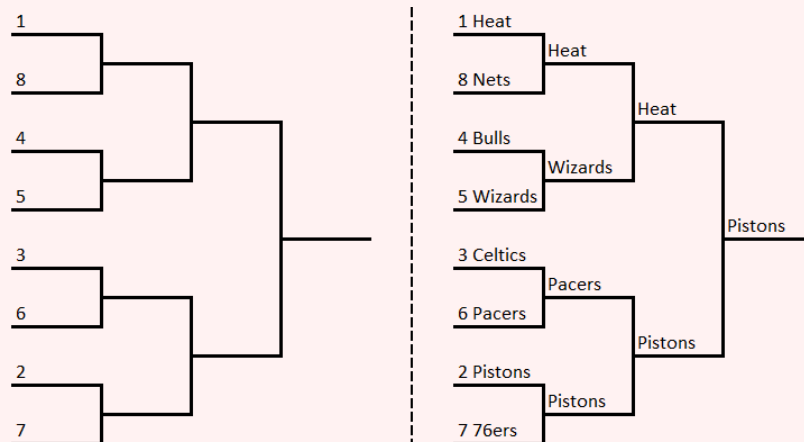 1
8
4
5
3
6
2
7
1 Heat
Heat
8 Nets
Heat
4 Bulls
Wizards
5 Wizards
Pistons
3 Celtics
Pacers
6 Pacers
Pistons
2 Pistons
Pistons
7 76ers